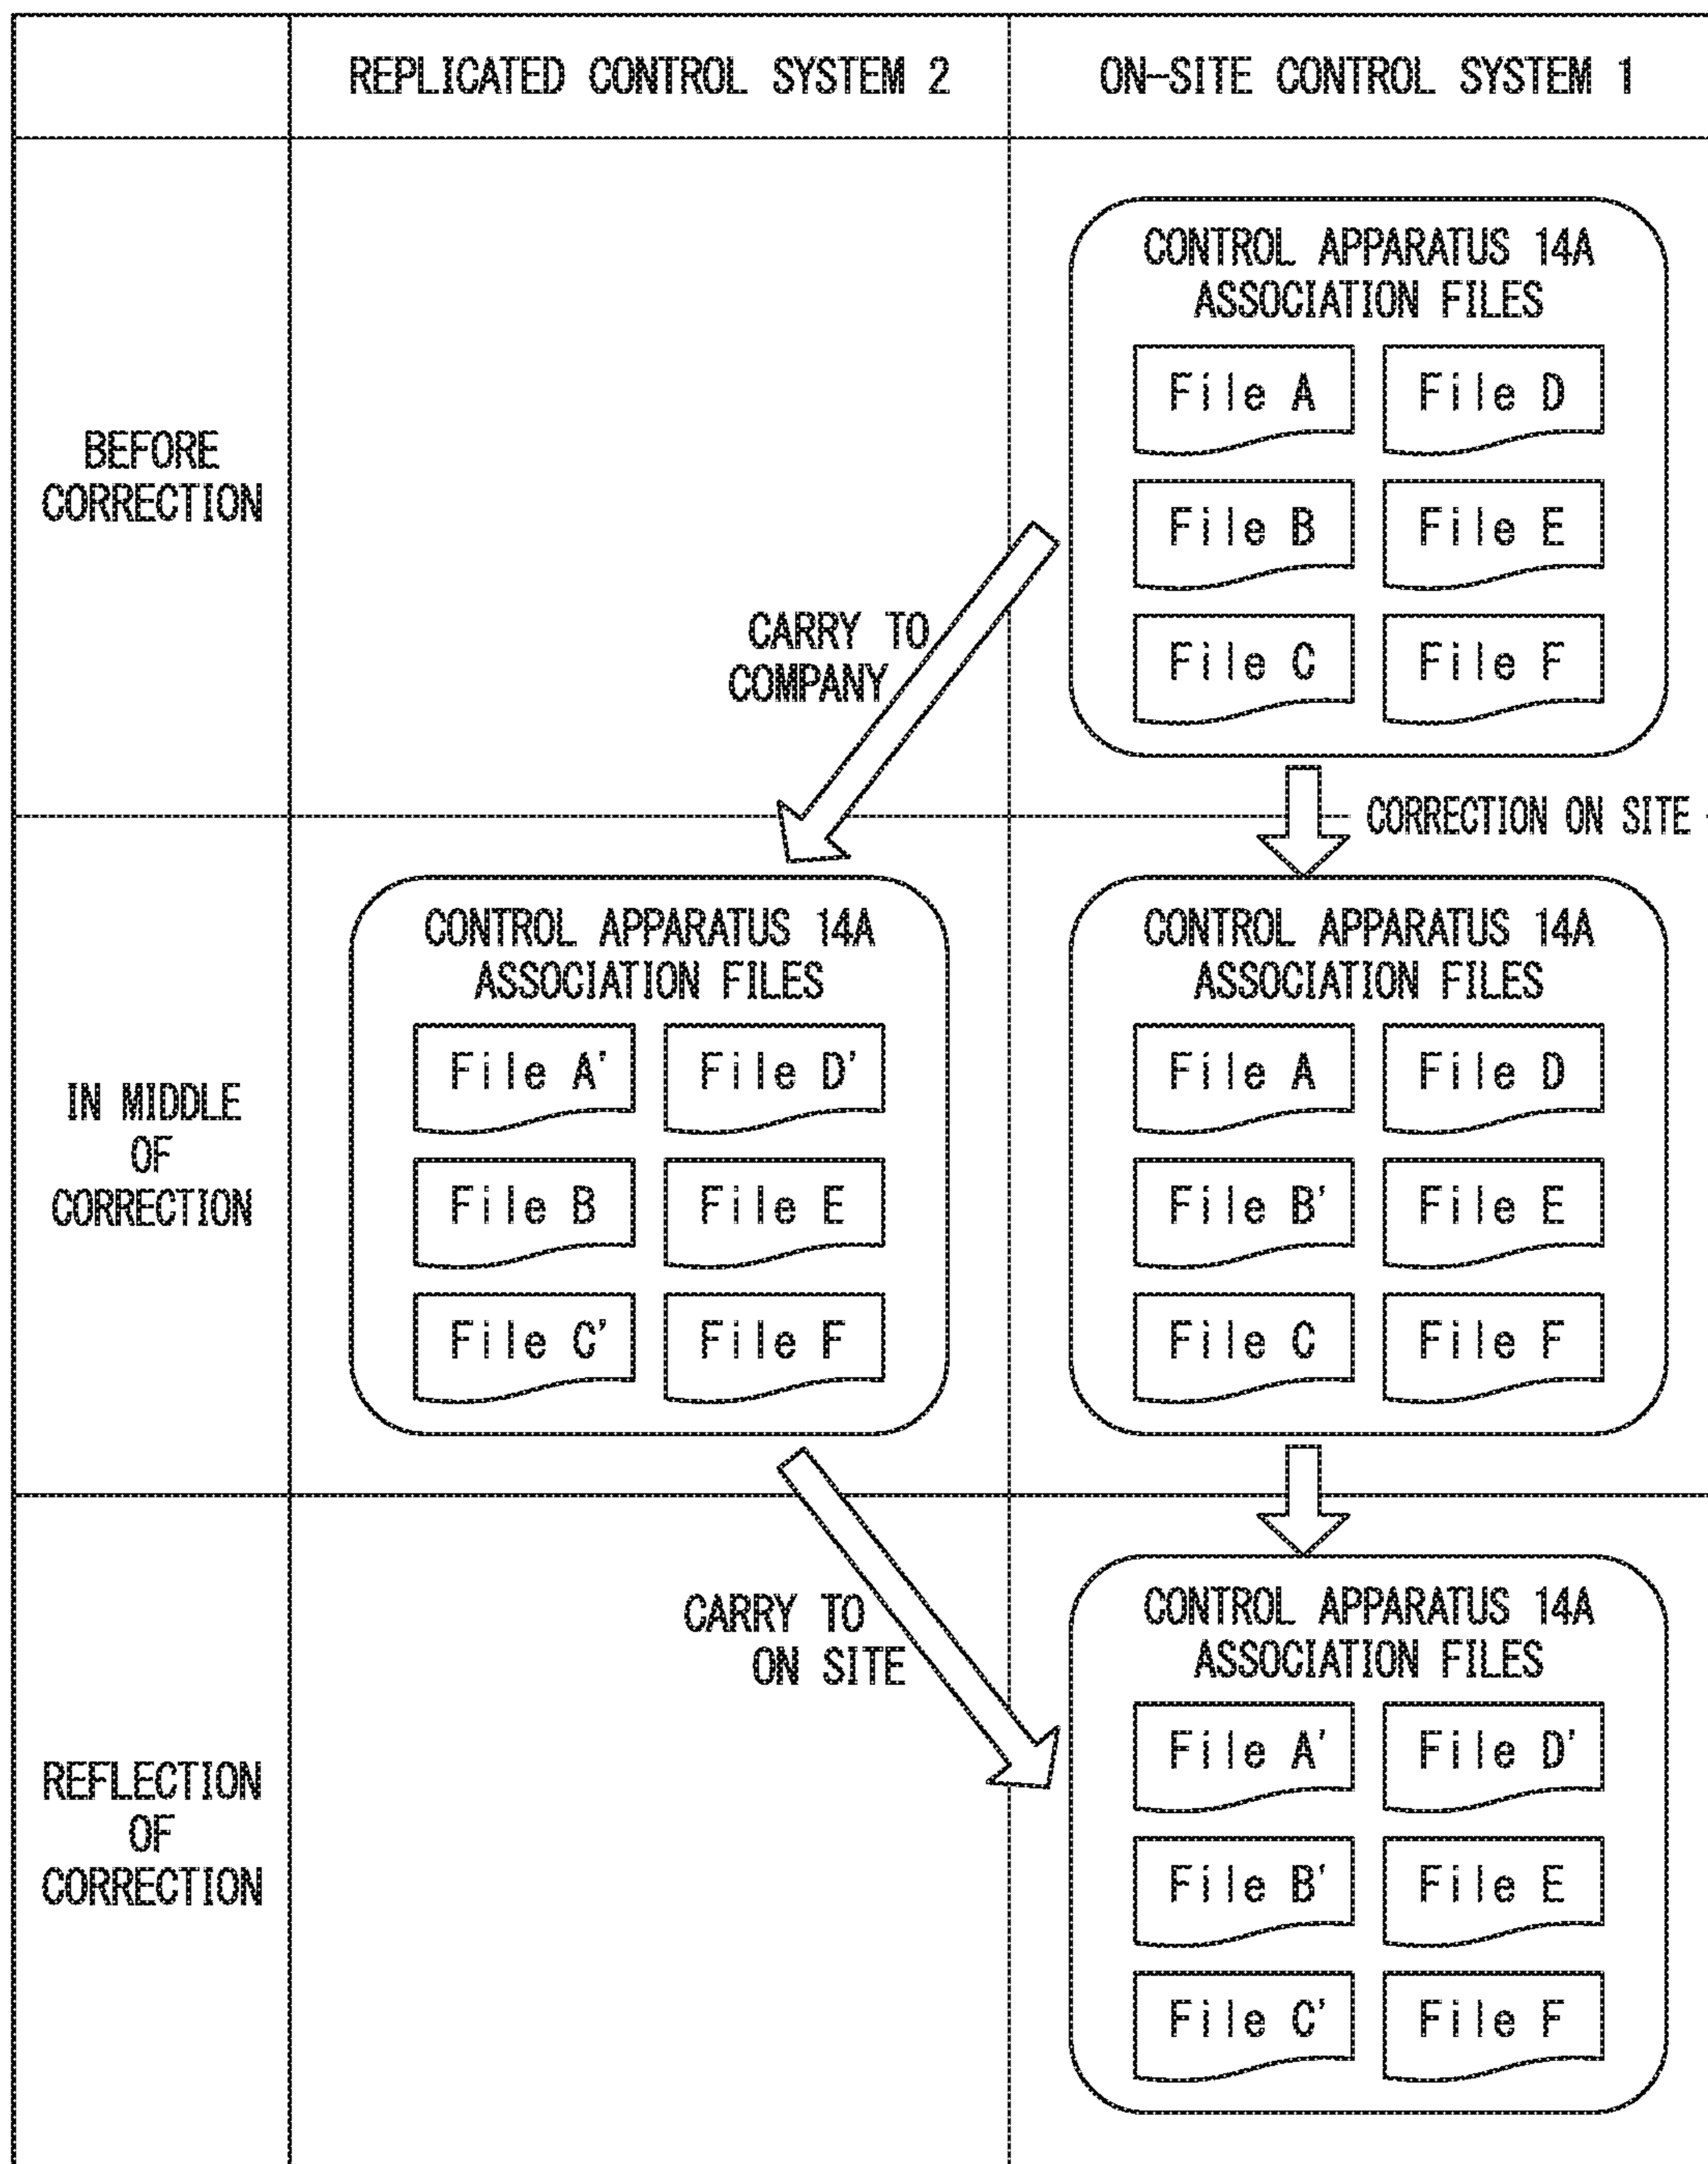 REPLICATED CONTROL SYSTEM 2
ON-SITE CONTROL SYSTEM 1
BEFORE
CORRECTION
CONTROL APPARATUS 14A
ASSOCIATION FILES
File A
File D
File B
File E
File C
File F
CARRY TO
COMPANY
CORRECTION ON SITE
IN MIDDLE
OF
CORRECTION
CONTROL APPARATUS 14A
ASSOCIATION FILES
File A'
File D'
File B
File E
File C'
File F
CONTROL APPARATUS 14A
ASSOCIATION FILES
File A
File D
File B'
File E
File C
File F
REFLECTION
OF
CORRECTION
CARRY TO
ON SITE
CONTROL APPARATUS 14A
ASSOCIATION FILES
File A'
File D'
File B'
File E
File C'
File F